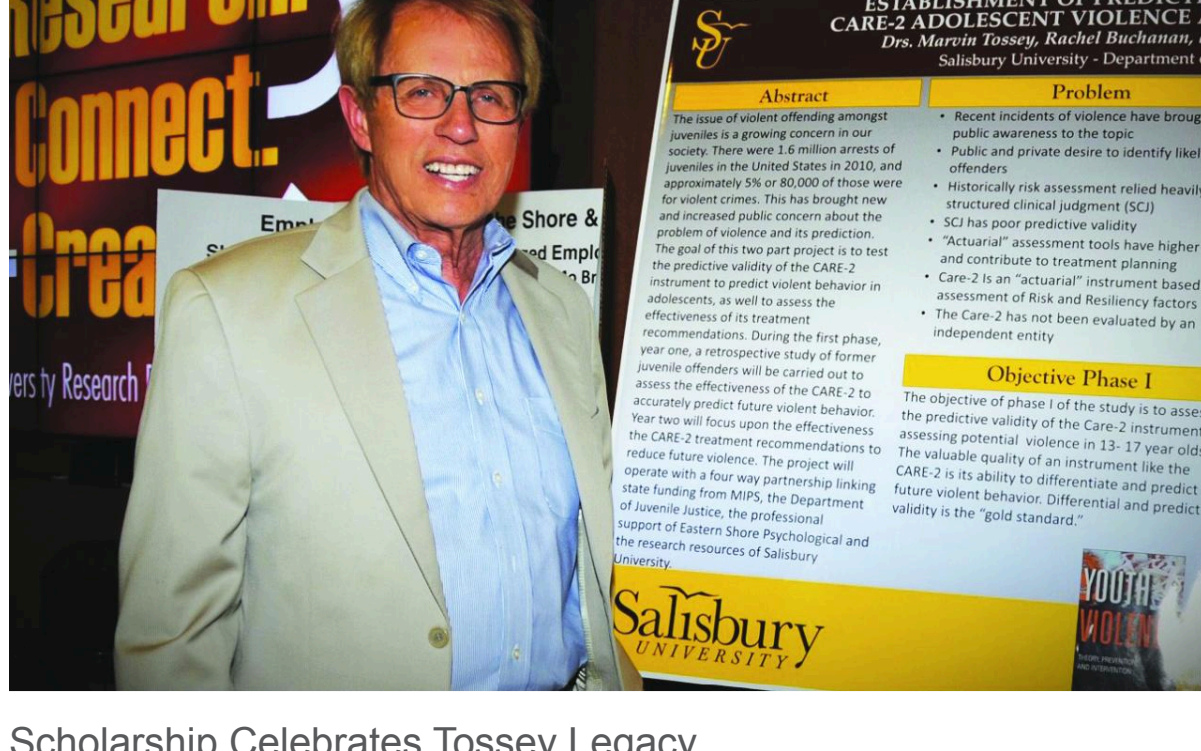 Connect.
Crea
Research
Emp
he Shore &
ed Emplo
o Br
SU
CARE-2 ADOLESCENT VIOLENCE
Drs. Marvin Tossey, Rachel Buchanan,
Salisbury University - Department
Abstract
The issue of violent offending amongst
juveniles is a growing concern in our
society. There were 1.6 million arrests of
juveniles in the United States in 2010, and
approximately 5% or 80,000 of those were
for violent crimes. This has brought new
and increased public concern about the
problem of violence and its prediction.
The goal of this two part project is to test
the predictive validity of the CARE-2
instrument to predict violent behavior in
adolescents, as well to assess the
effectiveness of its treatment
recommendations. During the first phase,
year one, a retrospective study of former
juvenile offenders will be carried out to
assess the effectiveness of the CARE-2 to
accurately predict future violent behavior.
Year two will focus upon the effectiveness
the CARE-2 treatment recommendations to
reduce future violence. The project will
operate with a four way partnership linking
state funding from MIPS, the Department
of Juvenile Justice, the professional
support of Eastern Shore Psychological and
the research resources of Salisbury
University.
Problem
• Recent incidents of violence have broug
public awareness to the topic
• Public and private desire to identify likel
offenders
• Historically risk assessment relied heavil
structured clinical judgment (SCJ)
• SCJ has poor predictive validity
• "Actuarial" assessment tools have higher
and contribute to treatment planning
• Care-2 Is an "actuarial" instrument based
assessment of Risk and Resiliency factors
• The Care-2 has not been evaluated by an
independent entity
Objective Phase I
The objective of phase I of the study is to asse
the predictive validity of the Care-2 instrument
assessing potential violence in 13- 17 year olds
The valuable quality of an instrument like the
CARE-2 is its ability to differentiate and predict
future violent behavior. Differential and predict
validity is the "gold standard."
Salisbury
UNIVERSITY
YOUTH
VIOLEN
THEORY, PREVENTION
AND INTERVENTION
Scholarship Celebrates Tossey Legacy